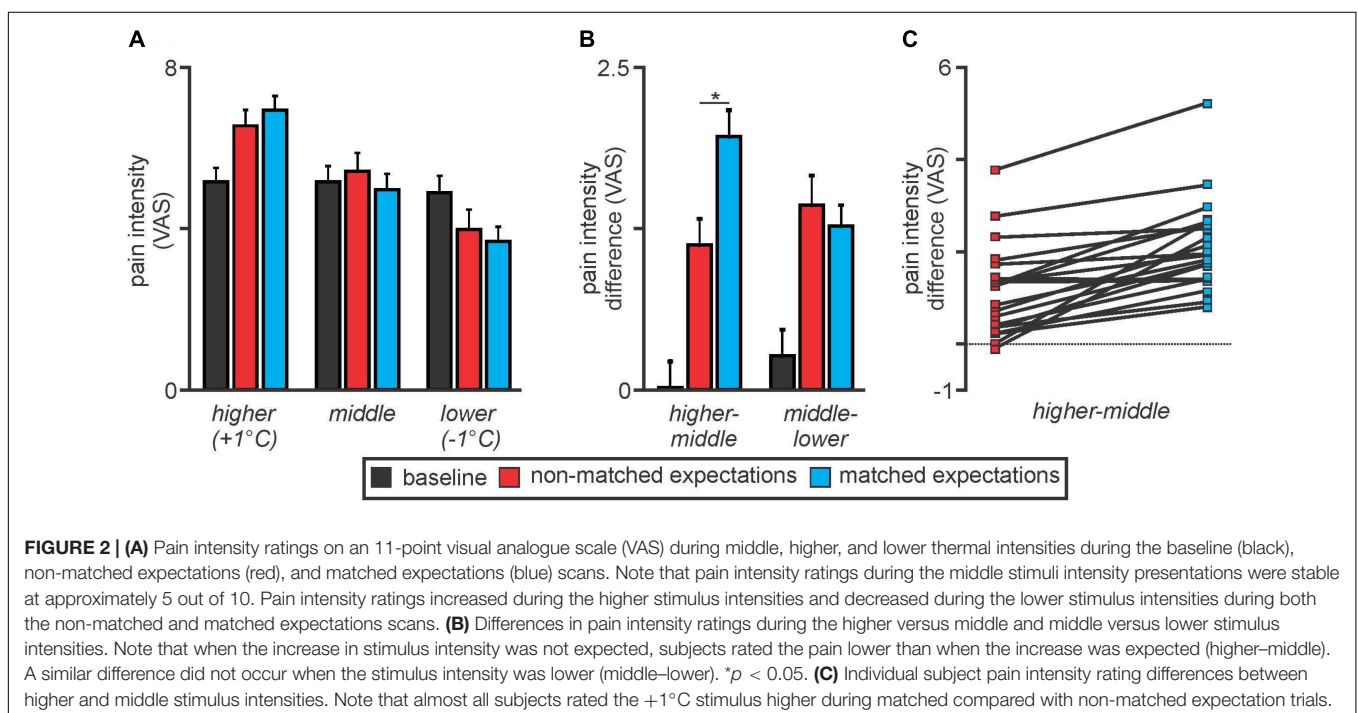 A
B
C
8
0
pain intensity
(VAS)
higher
(+1°C)
middle
lower
(-1°C)
2.5
0
pain intensity
difference (VAS)
*
higher-
middle
middle-
lower
6
-1
pain intensity
difference (VAS)
higher-middle
baseline non-matched expectations matched expectations
FIGURE 2 | (A) Pain intensity ratings on an 11-point visual analogue scale (VAS) during middle, higher, and lower thermal intensities during the baseline (black),
non-matched expectations (red), and matched expectations (blue) scans. Note that pain intensity ratings during the middle stimuli intensity presentations were stable
at approximately 5 out of 10. Pain intensity ratings increased during the higher stimulus intensities and decreased during the lower stimulus intensities during both
the non-matched and matched expectations scans. (B) Differences in pain intensity ratings during the higher versus middle and middle versus lower stimulus
intensities. Note that when the increase in stimulus intensity was not expected, subjects rated the pain lower than when the increase was expected (higher–middle).
A similar difference did not occur when the stimulus intensity was lower (middle–lower). *p < 0.05. (C) Individual subject pain intensity rating differences between
higher and middle stimulus intensities. Note that almost all subjects rated the +1°C stimulus higher during matched compared with non-matched expectation trials.